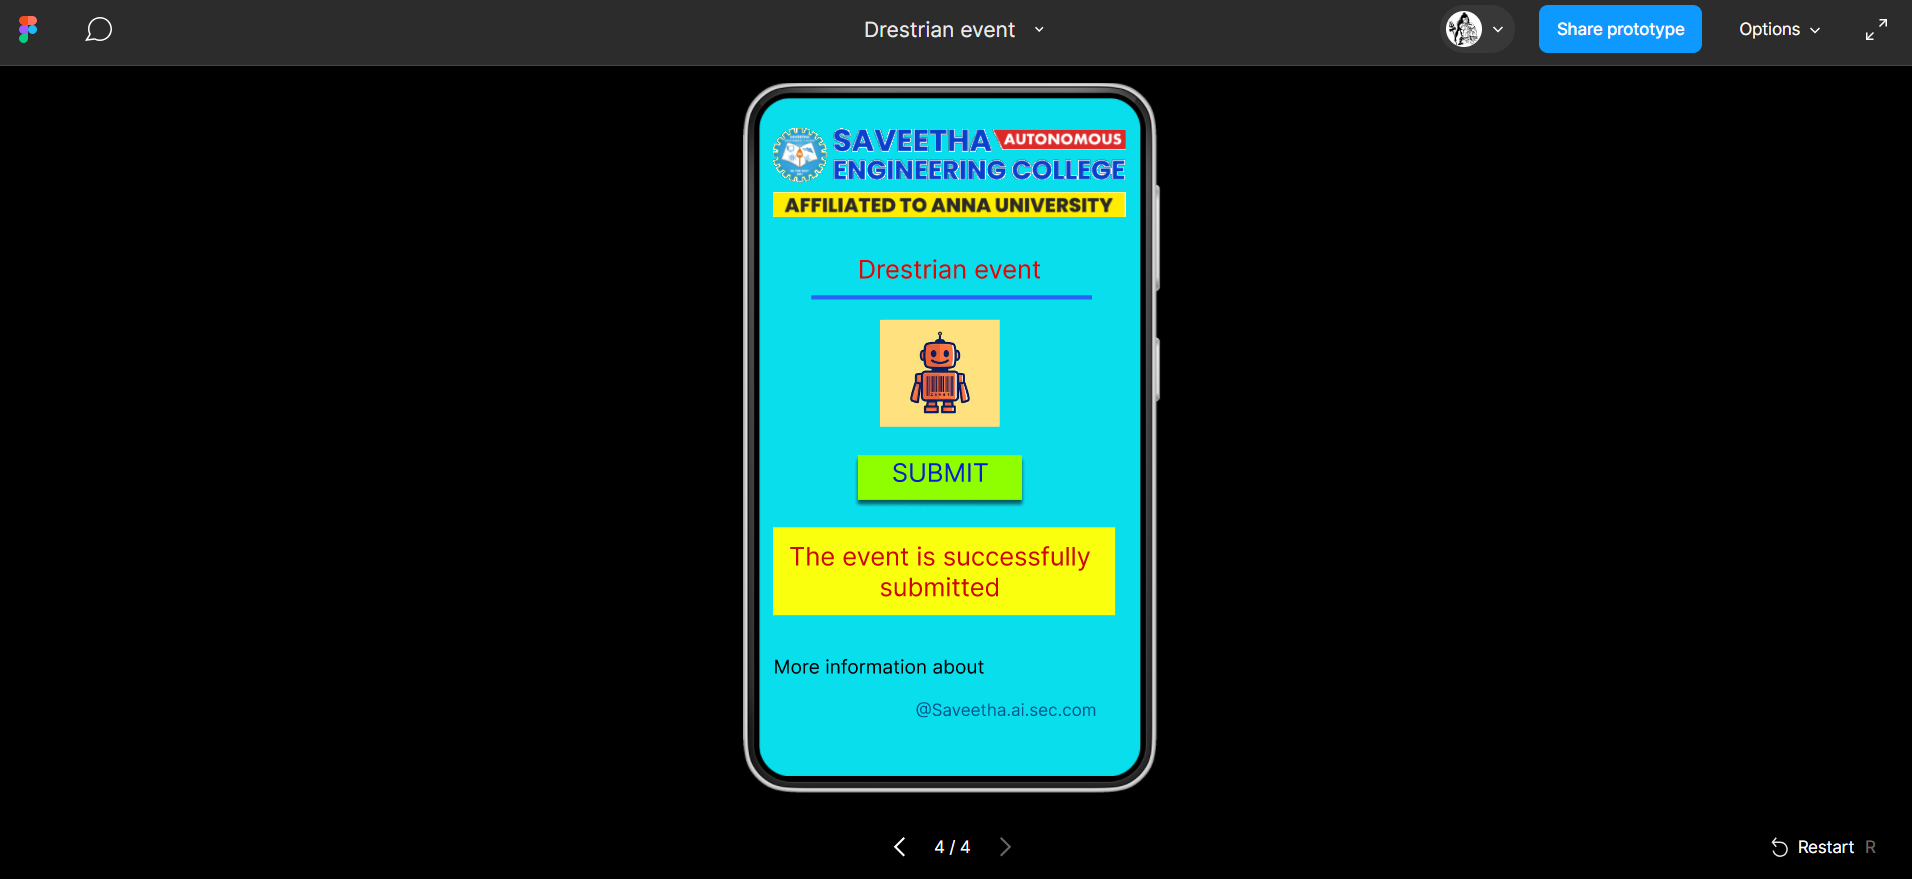 Drestrian event
Share prototype
Options
SAVEETHA AUTONOMOUS
ENGINEERING COLLEGE
AFFILIATED TO ANNA UNIVERSITY
Drestrian event
SUBMIT
The event is successfully
submitted
More information about
@Saveetha.ai.sec.com
4 / 4
Restart R